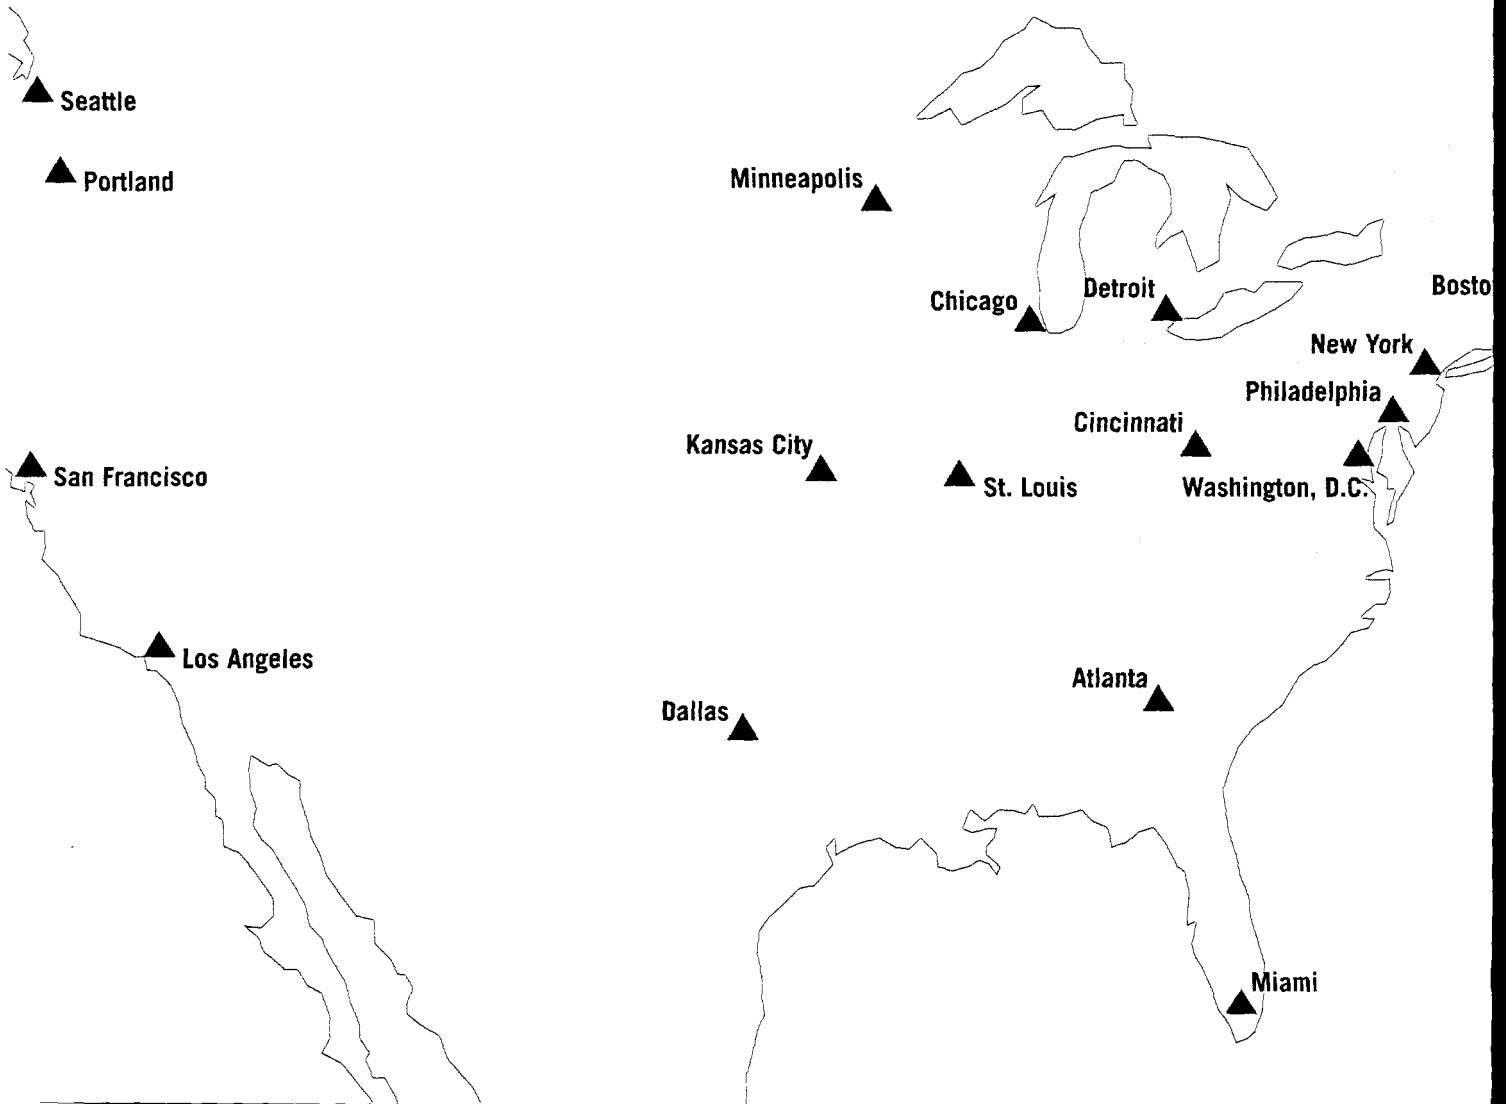 Seattle
Portland
Minneapolis
Chicago
Detroit
Bosto
New York
Philadelphia
Cincinnati
Kansas City
San Francisco
St. Louis
Washington, D.C.
Los Angeles
Atlanta
Dallas
Miami